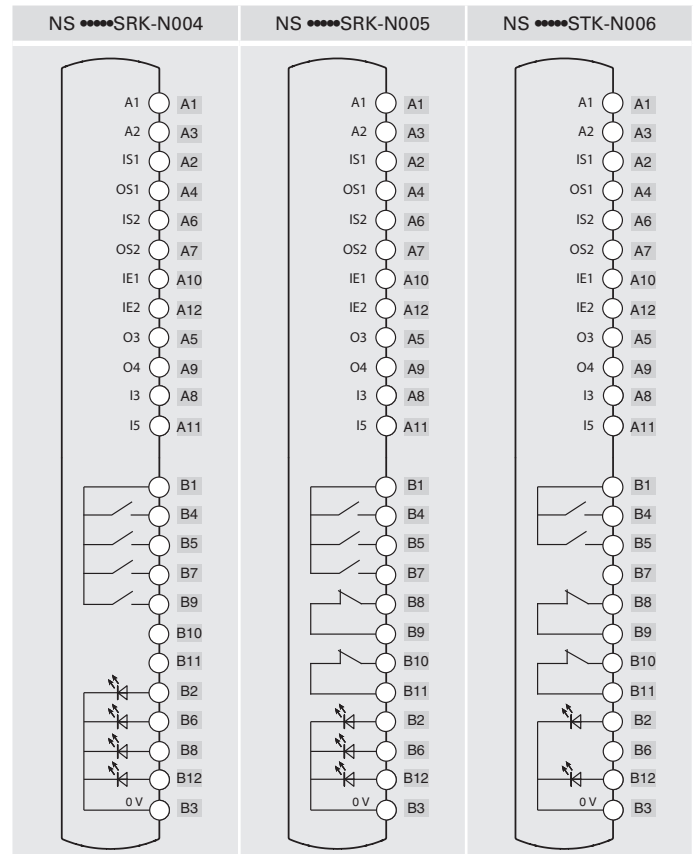 NS •••••SRK-N004 NS •••••SRK-N005 NS •••••STK-N006
A1 A1 A1 A1 A1 A1
A2 A3 A2 A3 A2 A3
IS1 A2 IS1 A2 IS1 A2
OS1 A4 OS1 A4 OS1 A4
IS2 A6 IS2 A6 IS2 A6
OS2 A7 OS2 A7 OS2 A7
IE1 A10 IE1 A10 IE1 A10
IE2 A12 IE2 A12 IE2 A12
O3 A5 O3 A5 O3 A5
O4 A9 O4 A9 O4 A9
I3 A8 I3 A8 I3 A8
I5 A11 I5 A11 I5 A11
B1 B1 B1
B4 B4 B4
B5 B5 B5
B7 B7 B7
B9 B8 B8
B10 B9 B9
B11 B10 B10
B2 B11 B11
B6 B2 B2
B8 B6 B6
B12 B12 B12
0 V B3 0 V B3 0 V B3